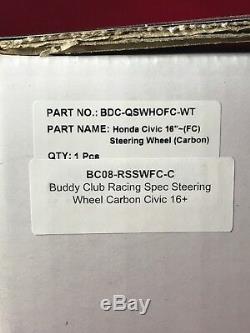 PART NO.:BDC-QSWHOFC-WT
PART NAME: Honda Civic 16"~(FC)
Steering Wheel (Carbon)
QTY: 1 Pcs
BC08-RSSWFC-C
Buddy Club Racing Spec Steering
Wheel Carbon Civic 16+